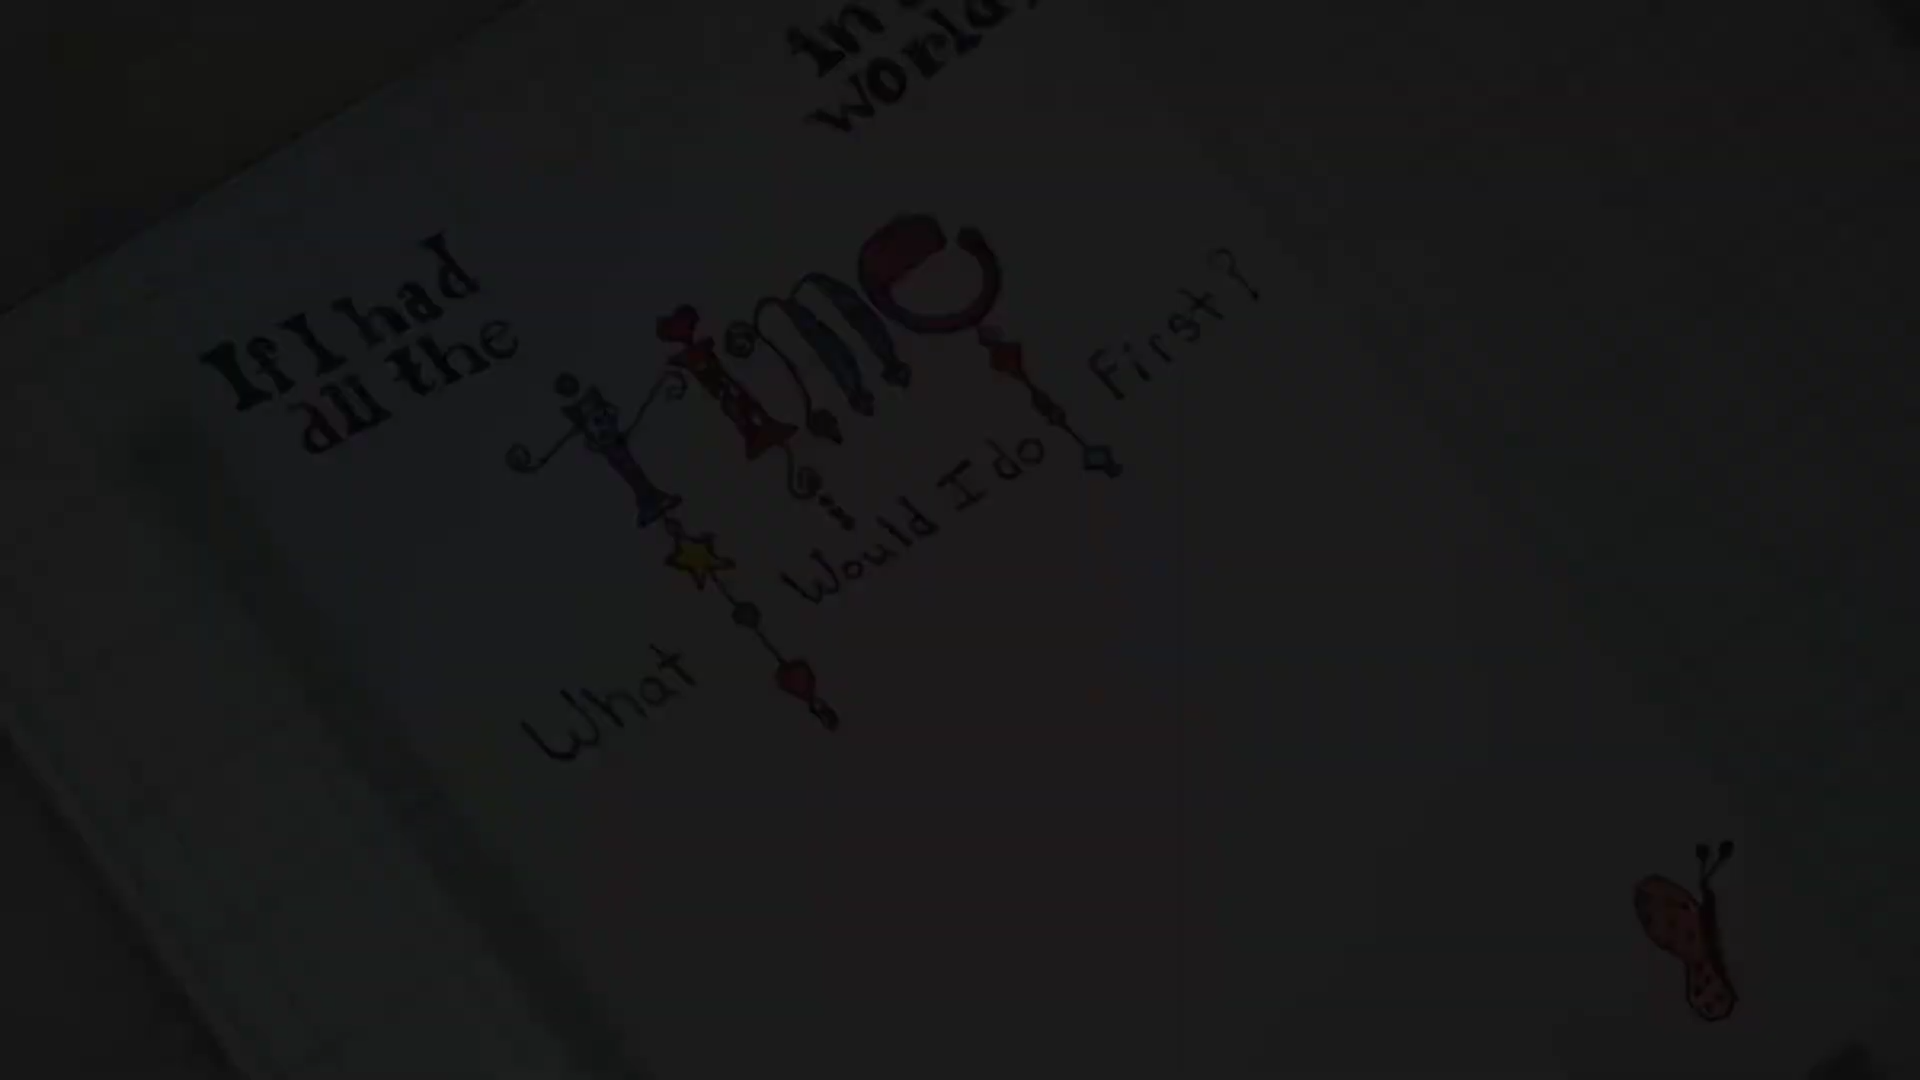 If I had
all the
time
in
world,
What Would I do First?